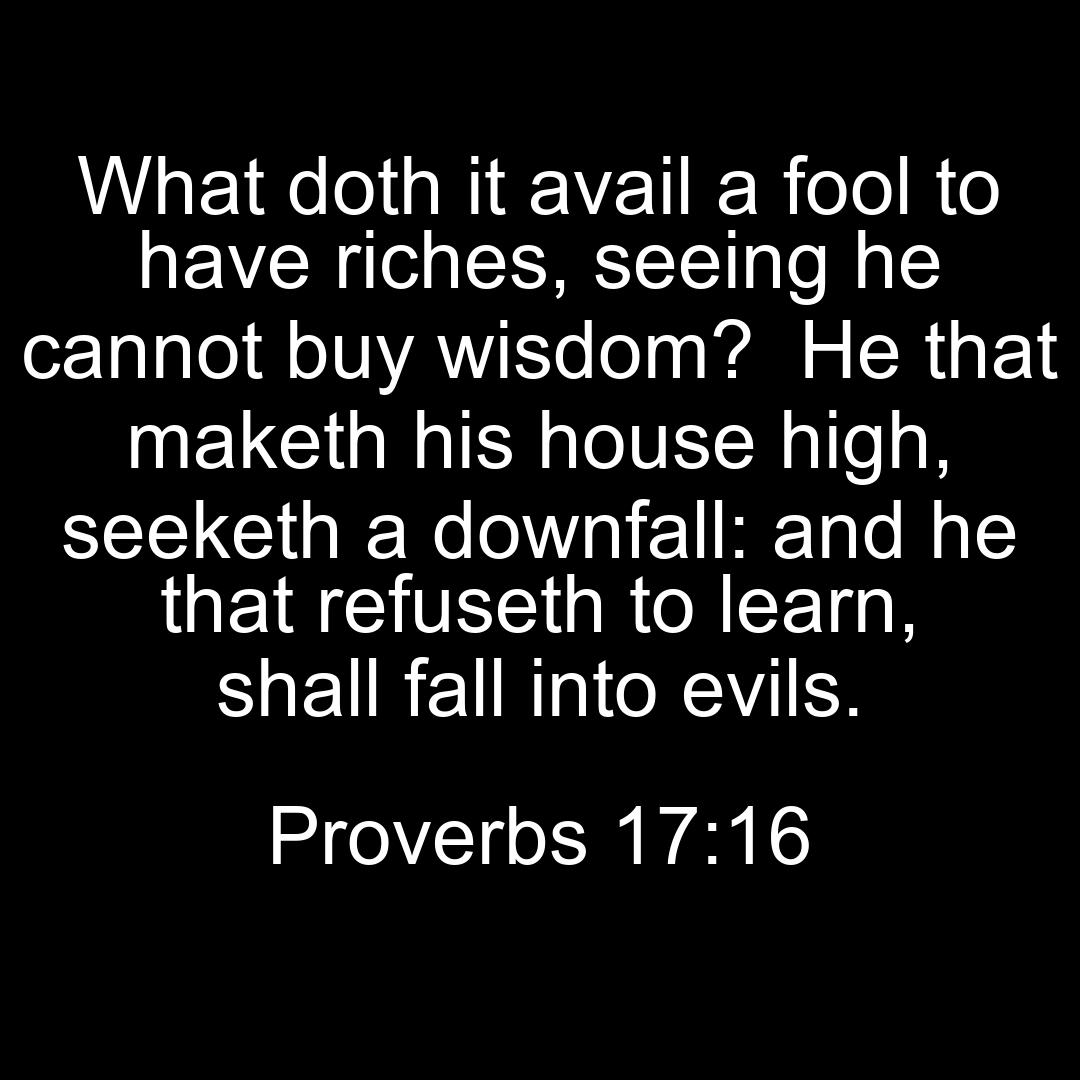 What doth it avail a fool to
have riches, seeing he
cannot buy wisdom?  He that
maketh his house high,
seeketh a downfall: and he
that refuseth to learn,
shall fall into evils.
Proverbs 17:16